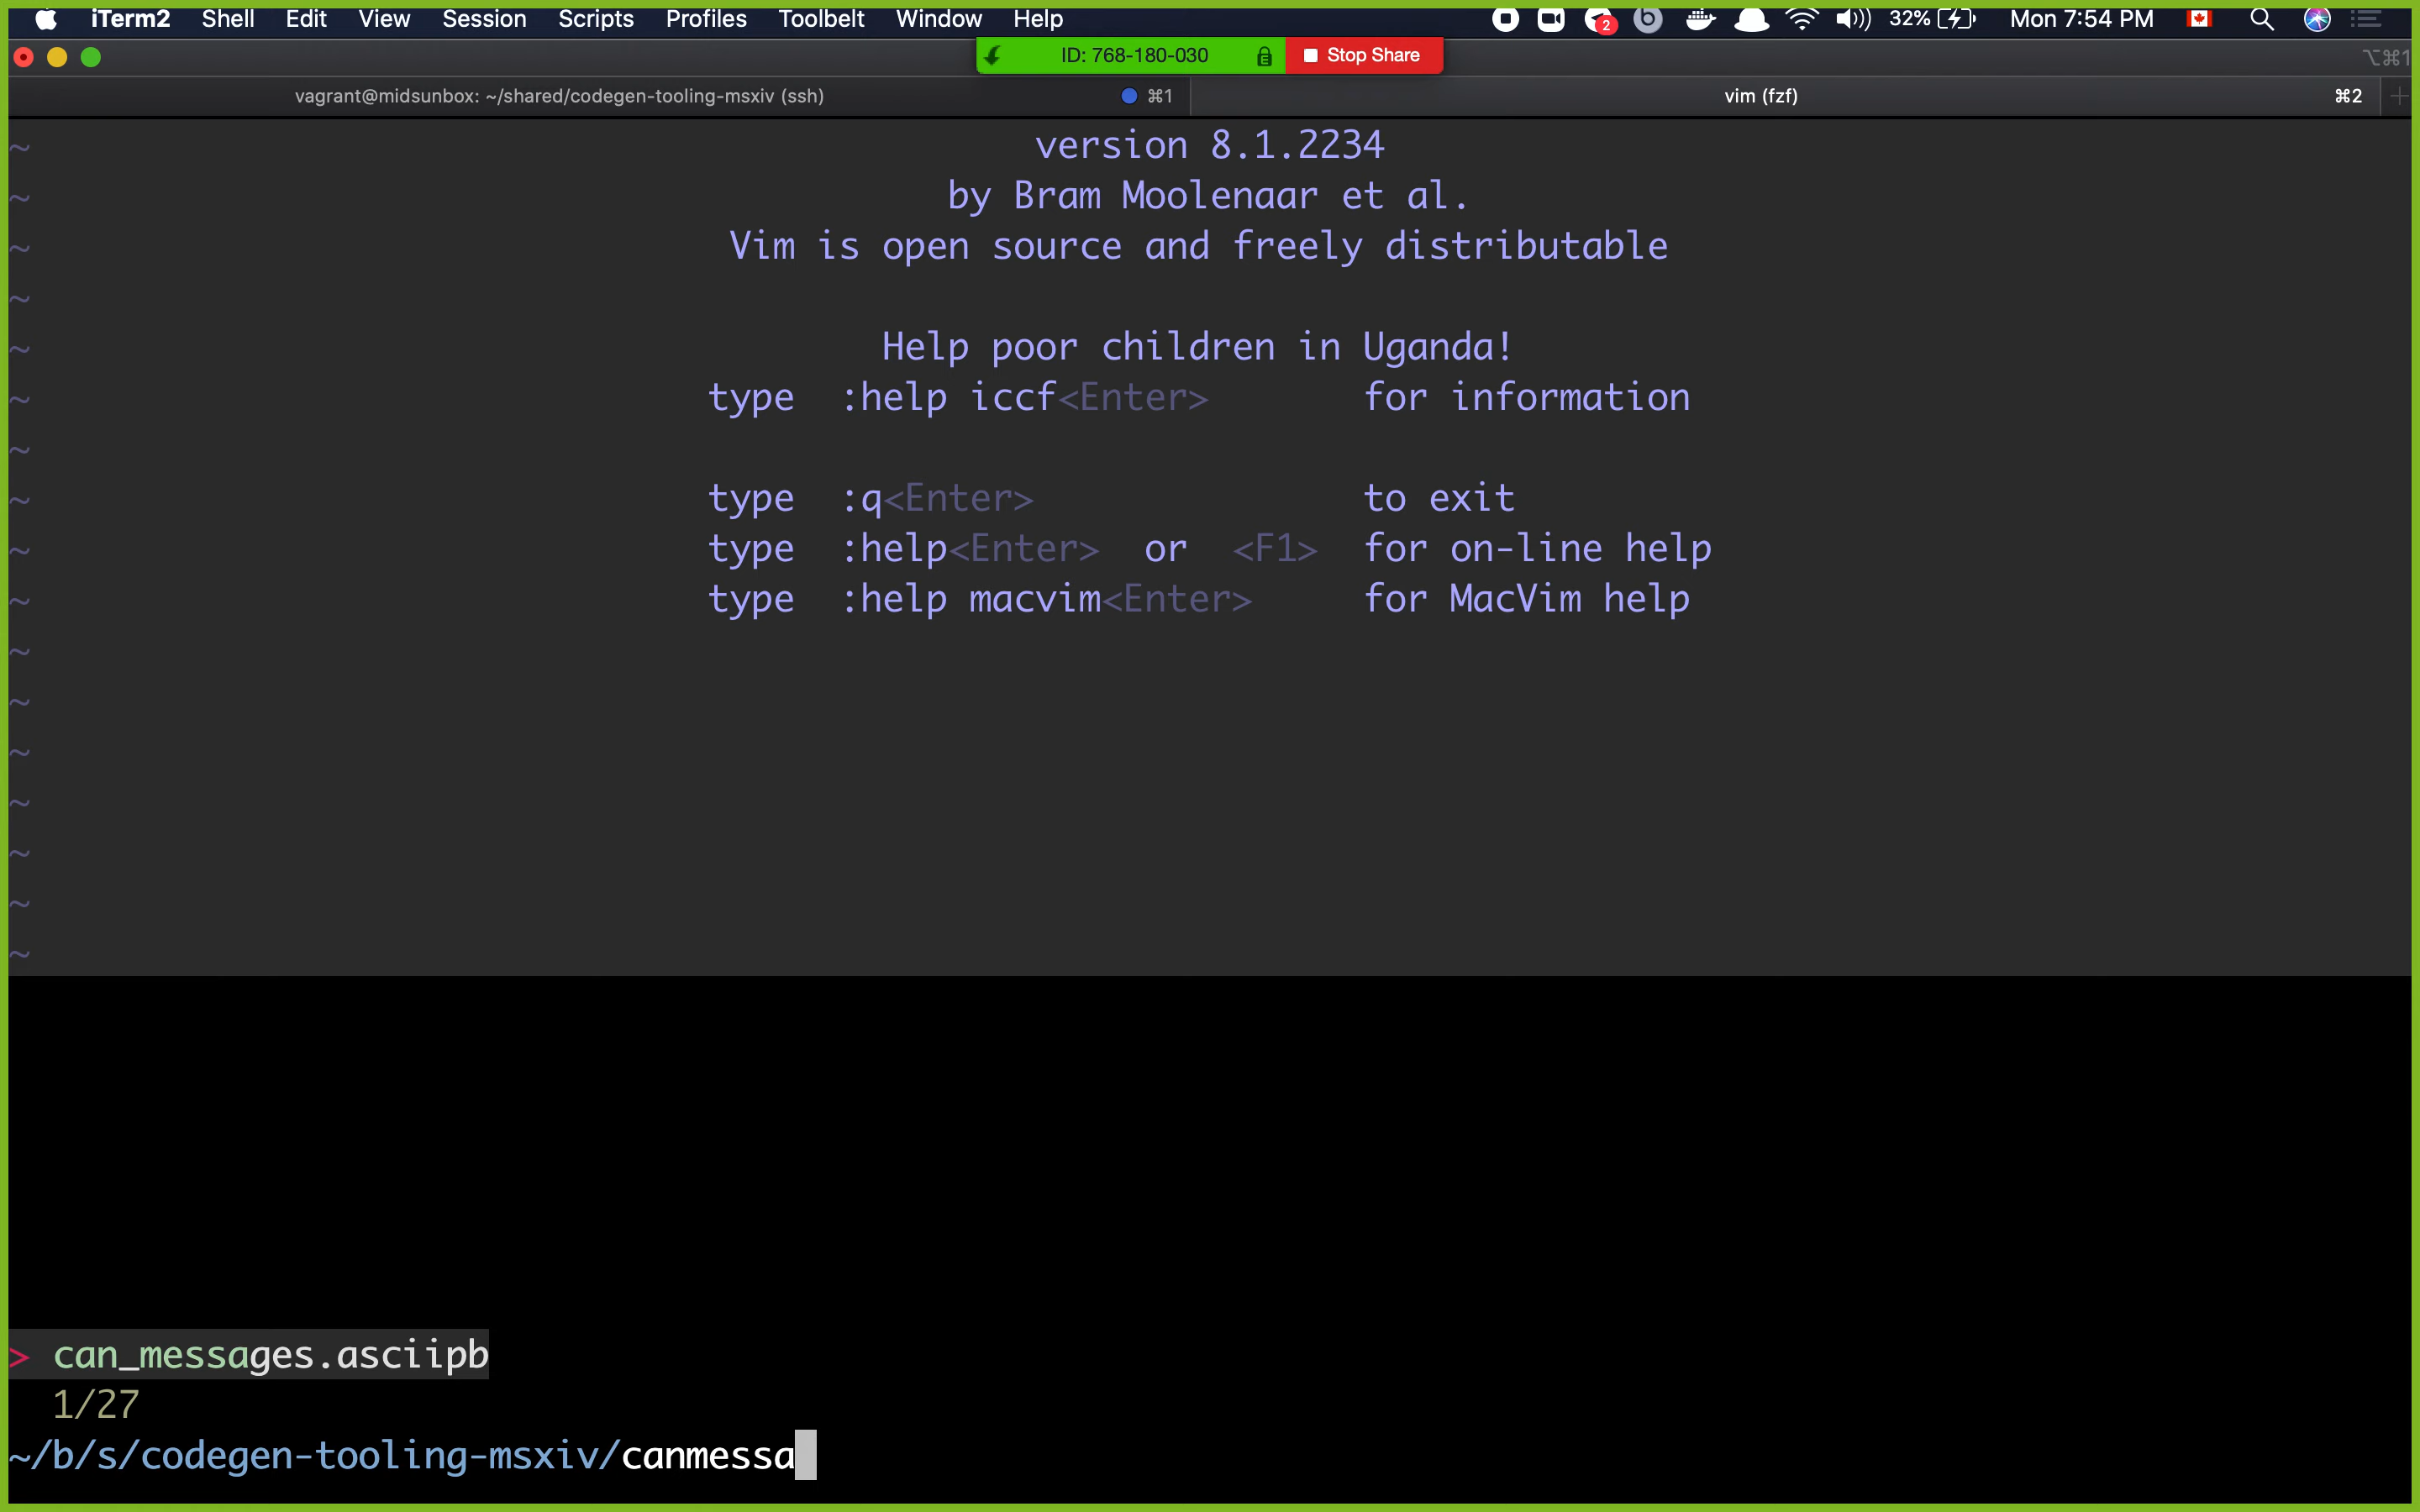 iTerm2 Shell Edit View Session Scripts Profiles Toolbelt Window Help 2 32% Mon 7:54 PM
ID: 768-180-030 Stop Share ⌥⌘1
vagrant@midsunbox: ~/shared/codegen-tooling-msxiv (ssh) ⌘1 vim (fzf) ⌘2 +
~ version 8.1.2234
~ by Bram Moolenaar et al.
~ Vim is open source and freely distributable
~
~ Help poor children in Uganda!
~ type :help iccf<Enter> for information
~
~ type :q<Enter> to exit
~ type :help<Enter> or <F1> for on-line help
~ type :help macvim<Enter> for MacVim help
~
~
~
~
~
~
~
> can_messages.asciipb
1/27
~/b/s/codegen-tooling-msxiv/canmessa